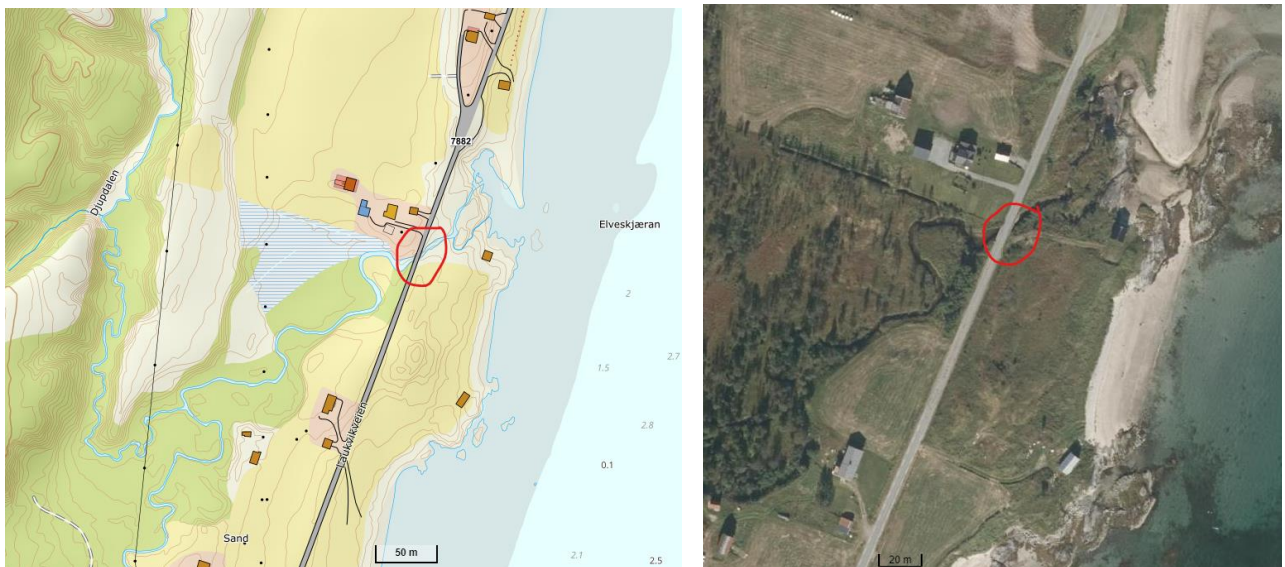 7882
Djupdalen
Elveskjæran
2
2.7
1.5
2.8
Laukvikveien
0.1
Sand
50 m
2.1
2.5
20 m